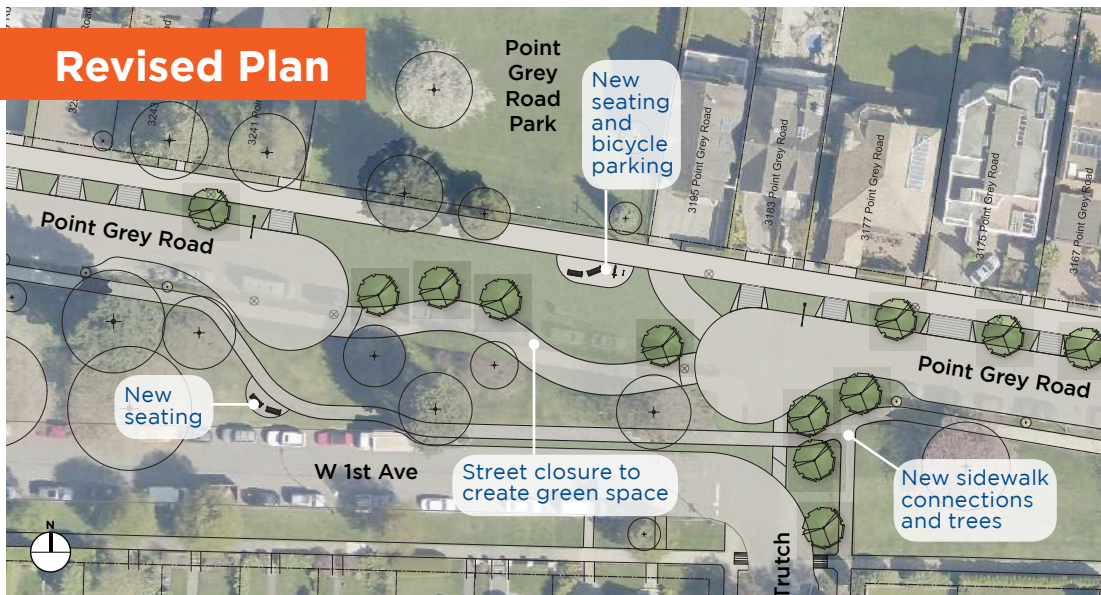 Revised Plan
Point
Grey
Road
Park
New
seating
and
bicycle
parking
3241
3195 Point Grey Road
3183 Point Grey Road
3177 Point Grey Road
3175 Point Grey Road
3167 Point Grey Road
Point Grey Road
Point Grey Road
New
seating
W 1st Ave
Street closure to
create green space
New sidewalk
connections
and trees
N
Trutch